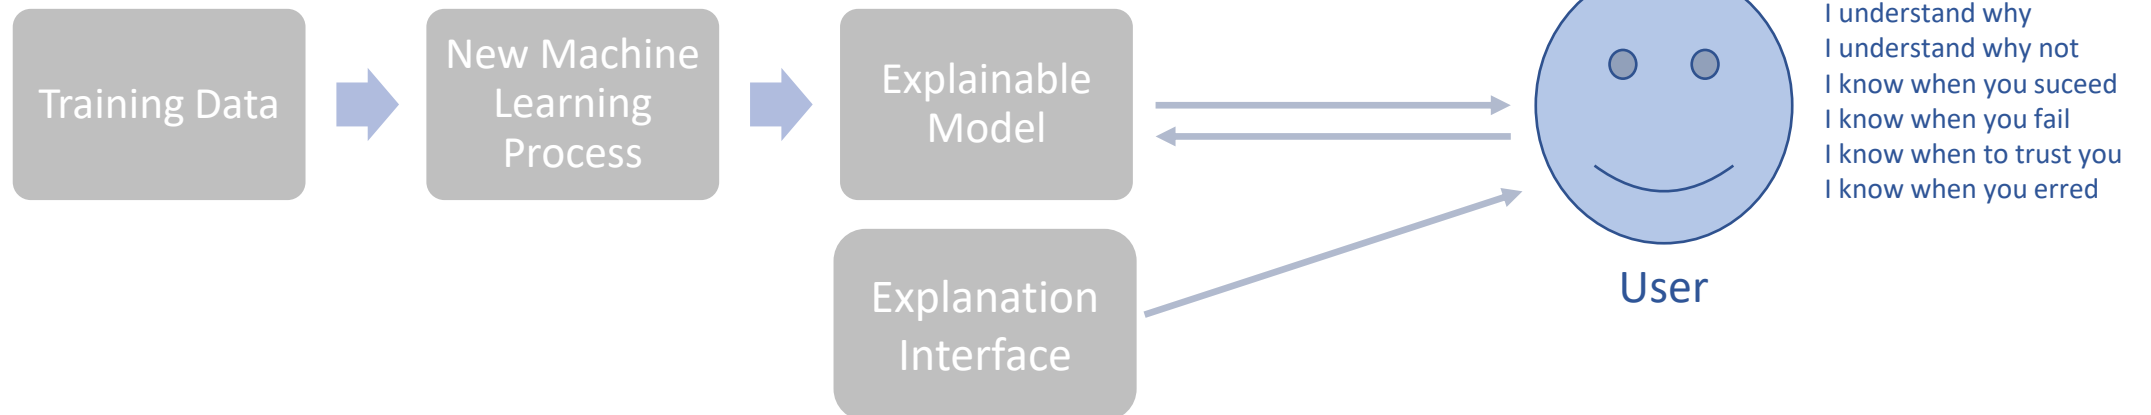 Training Data
New Machine
Learning
Process
Explainable
Model
Explanation
Interface
User
I understand why
I understand why not
I know when you suceed
I know when you fail
I know when to trust you
I know when you erred